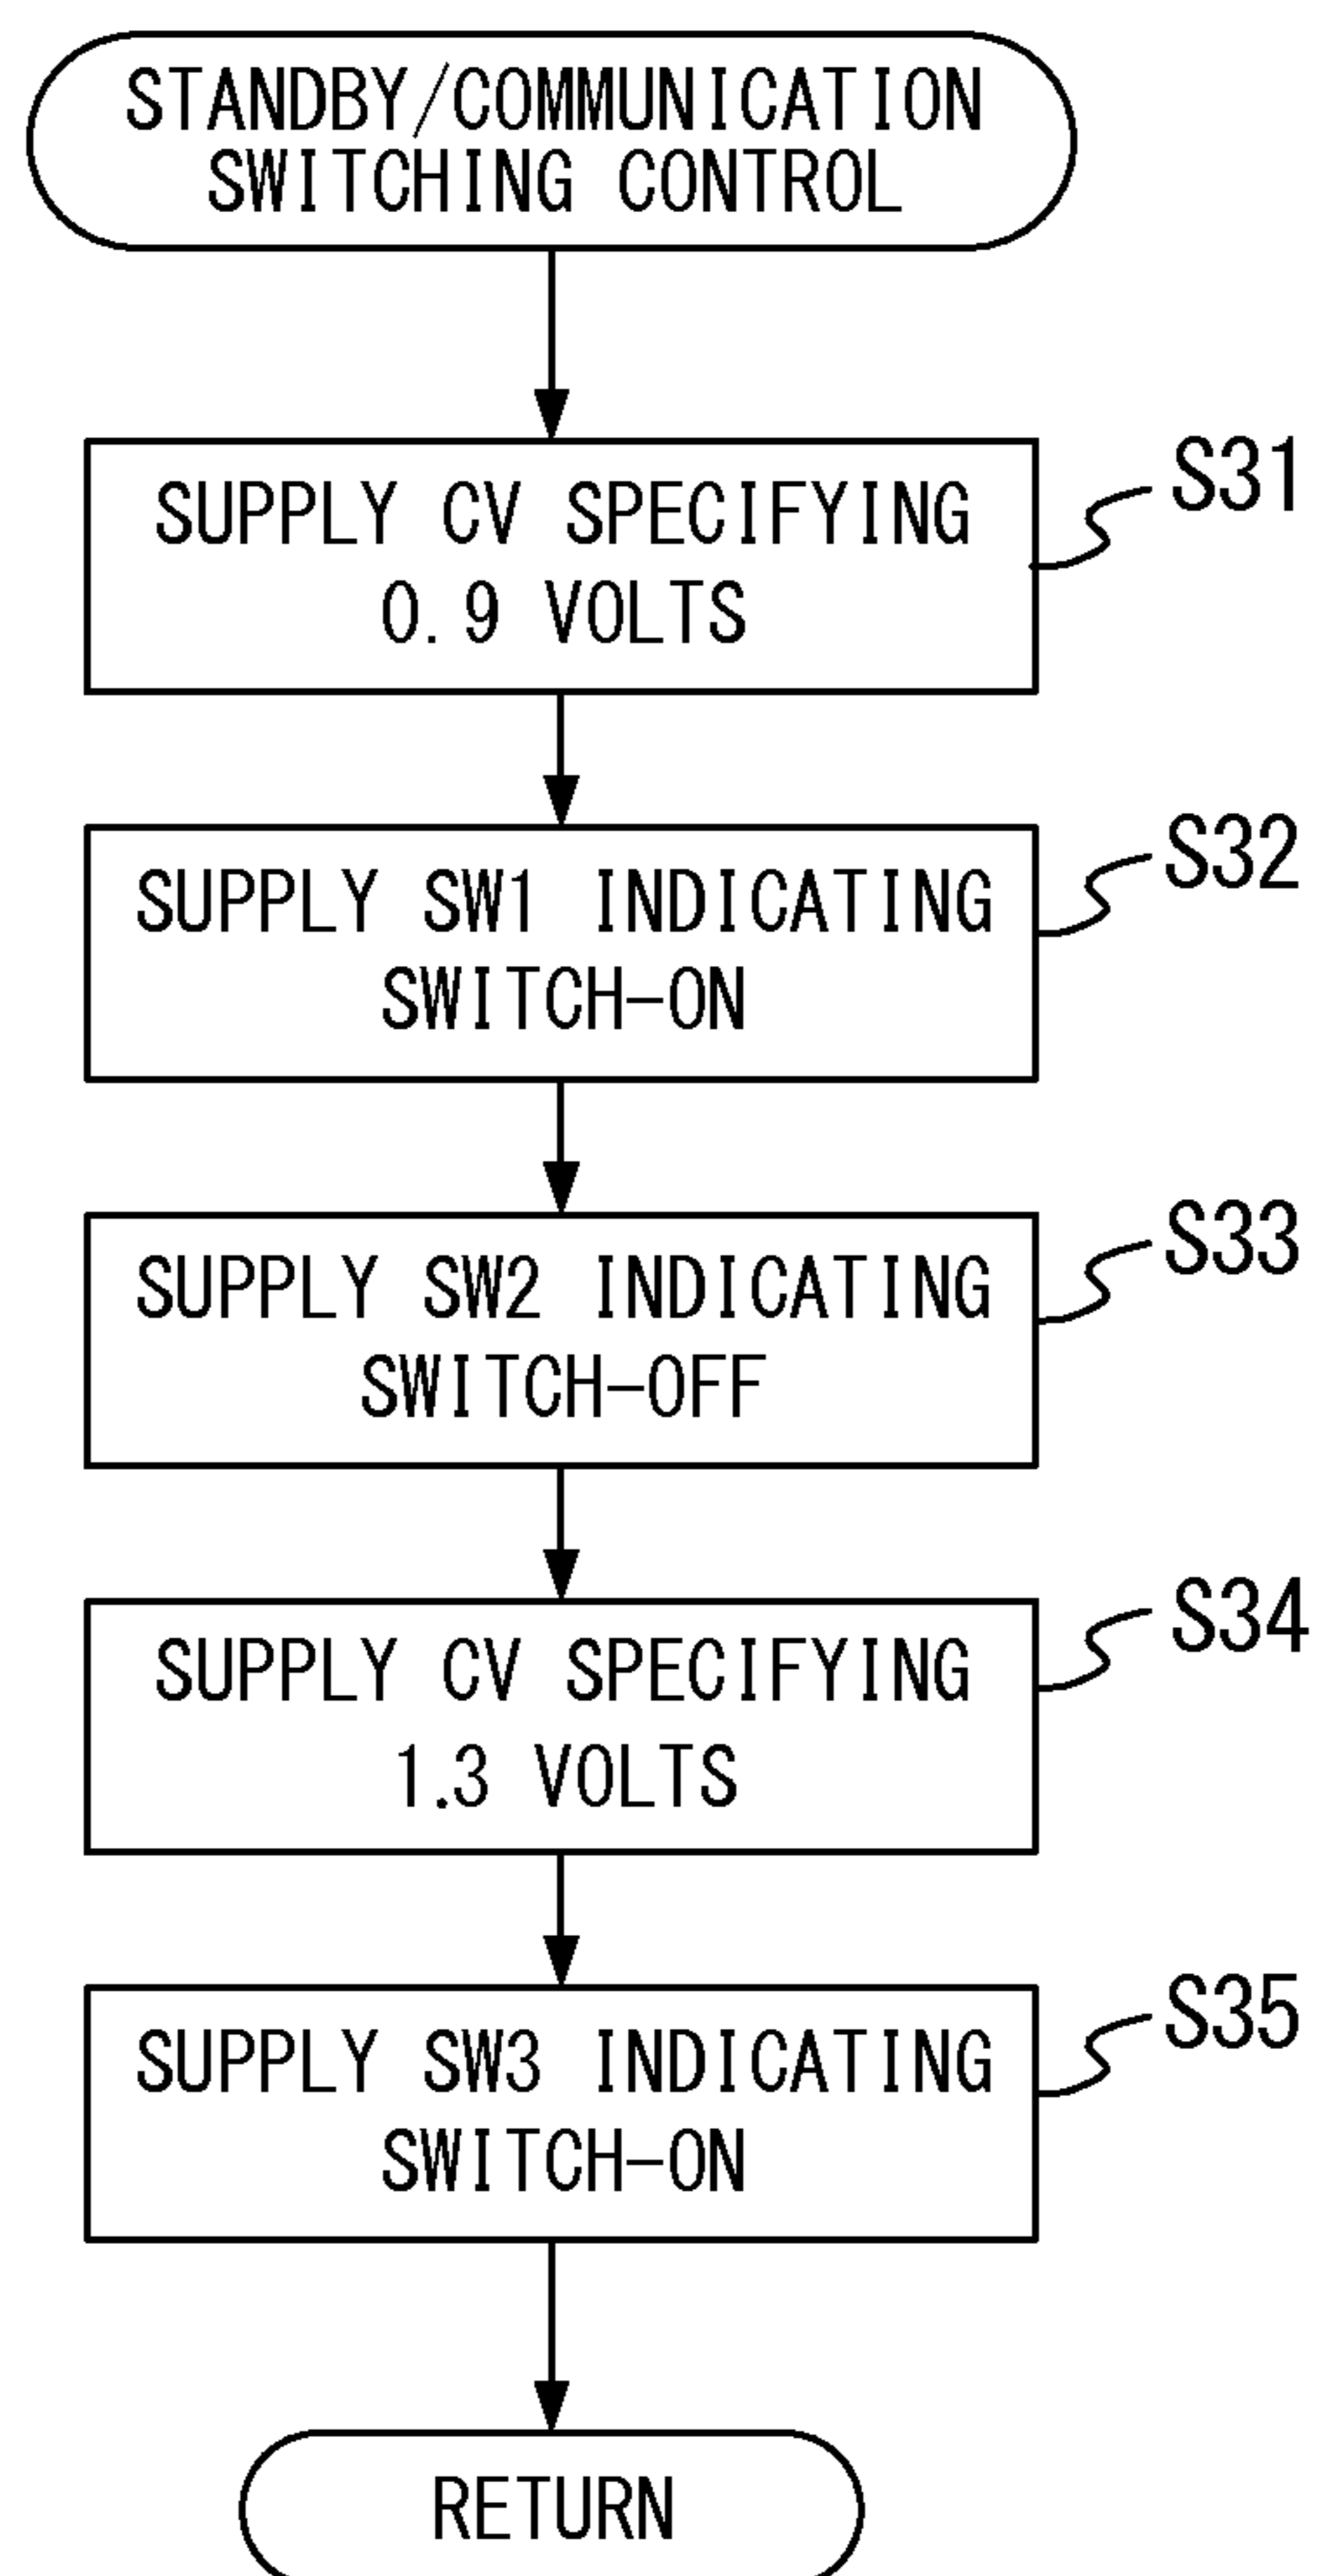 STANDBY/COMMUNICATION
SWITCHING CONTROL
SUPPLY CV SPECIFYING
0.9 VOLTS
S31
SUPPLY SW1 INDICATING
SWITCH-ON
S32
SUPPLY SW2 INDICATING
SWITCH-OFF
S33
SUPPLY CV SPECIFYING
1.3 VOLTS
S34
SUPPLY SW3 INDICATING
SWITCH-ON
S35
RETURN